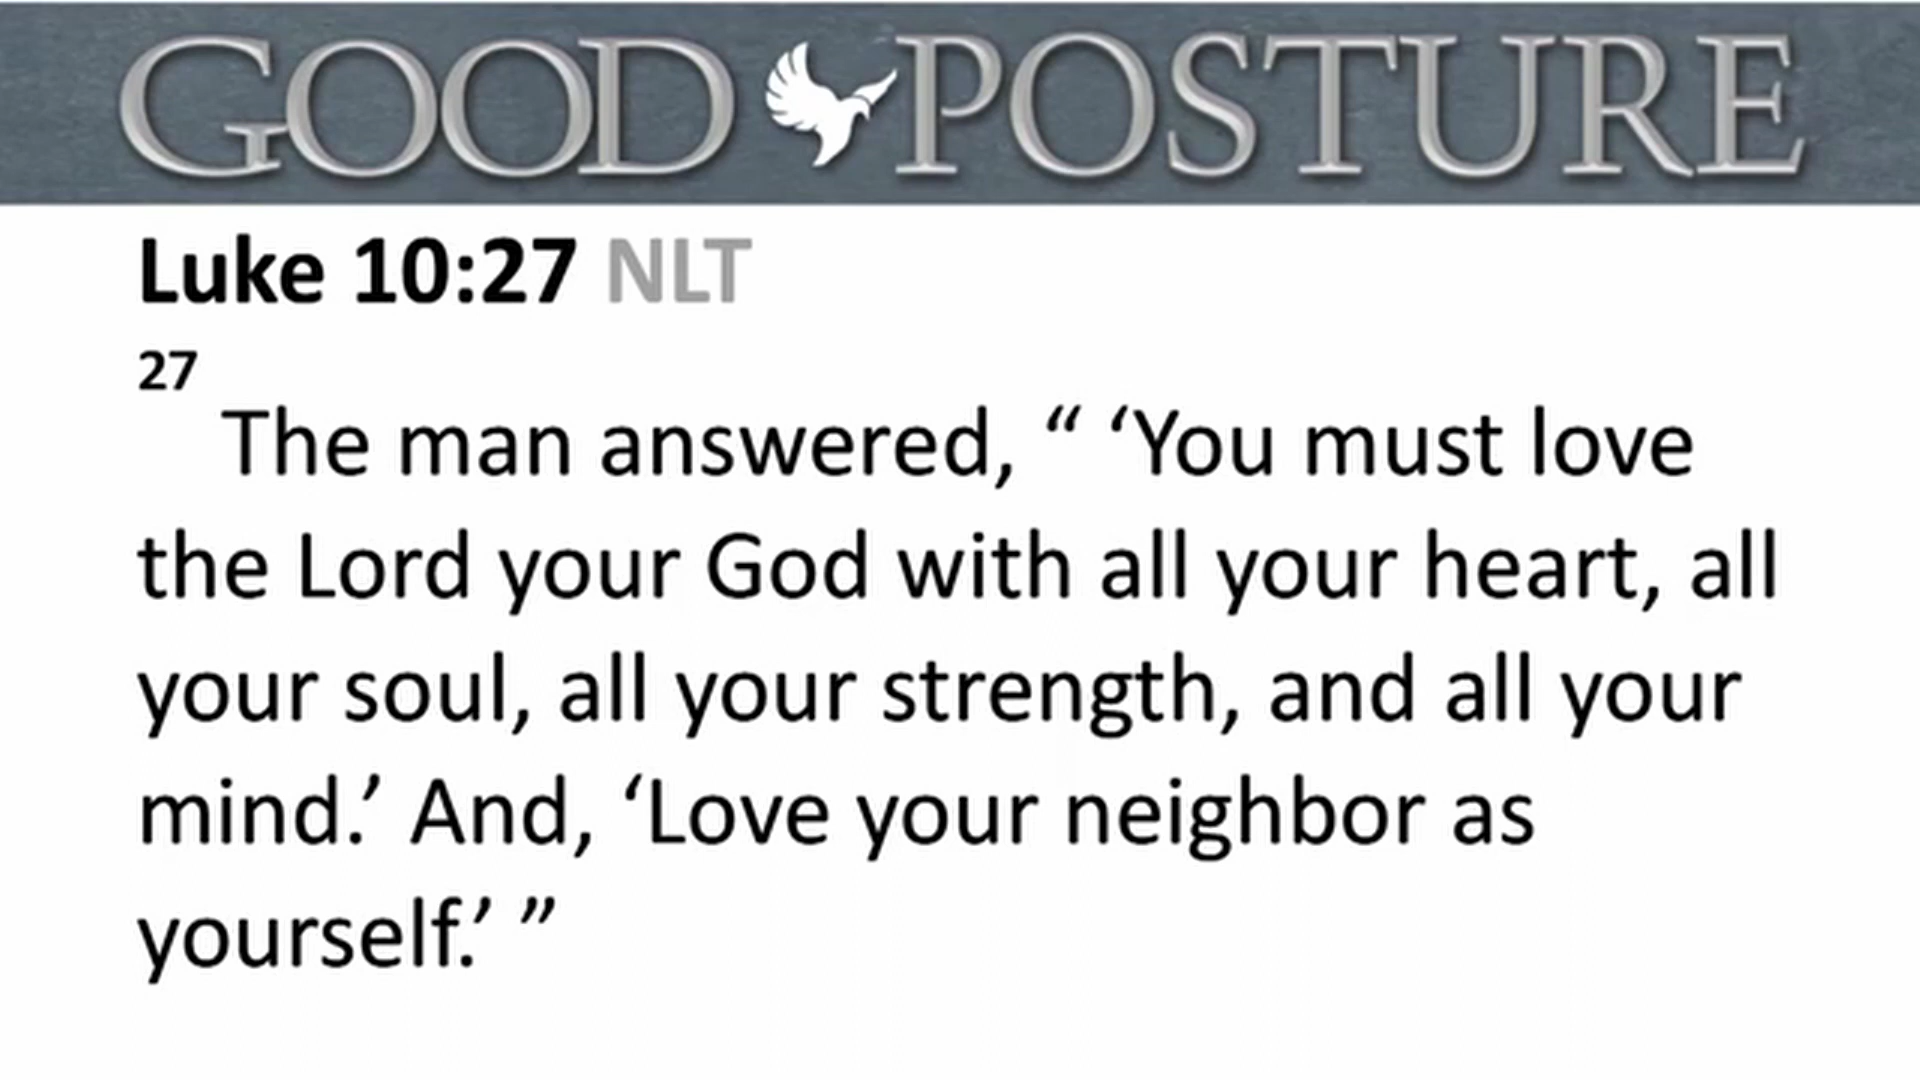 GOOD POSTURE
Luke 10:27 NLT
27
The man answered, “ ‘You must love
the Lord your God with all your heart, all
your soul, all your strength, and all your
mind.’ And, ‘Love your neighbor as
yourself.’ ”